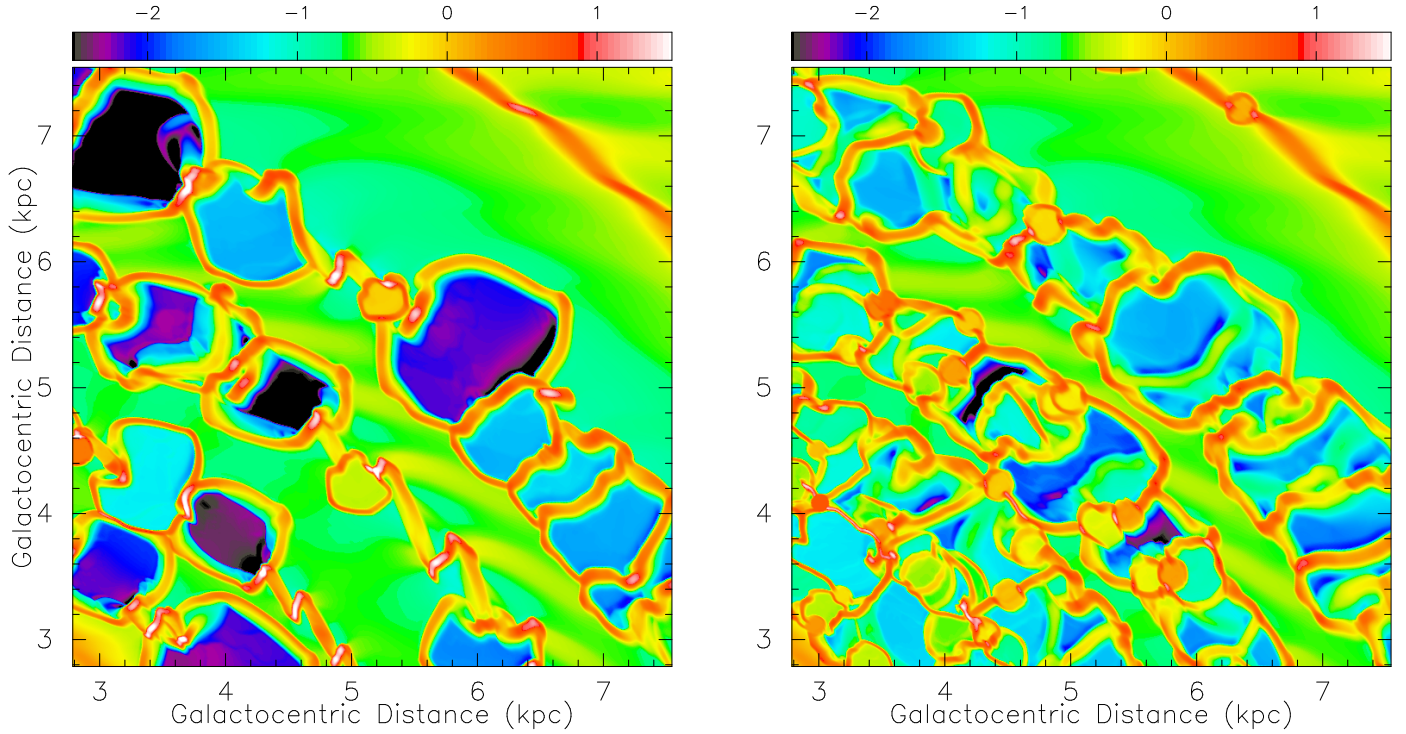 -2 -1 0 1 -2 -1 0 1
7 7
6 6
5 5
4 4
3 3
Galactocentric Distance (kpc)
3 4 5 6 7 3 4 5 6 7
Galactocentric Distance (kpc) Galactocentric Distance (kpc)